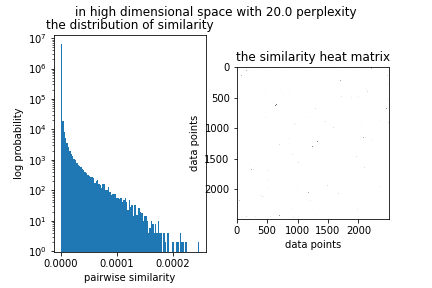 in high dimensional space with 20.0 perplexity
the distribution of similarity
10^7
10^6
10^5
10^4
10^3
10^2
10^1
10^0
log probability
0.0000 0.0001 0.0002
pairwise similarity
the similarity heat matrix
0
500
1000
1500
2000
data points
0 500 1000 1500 2000
data points